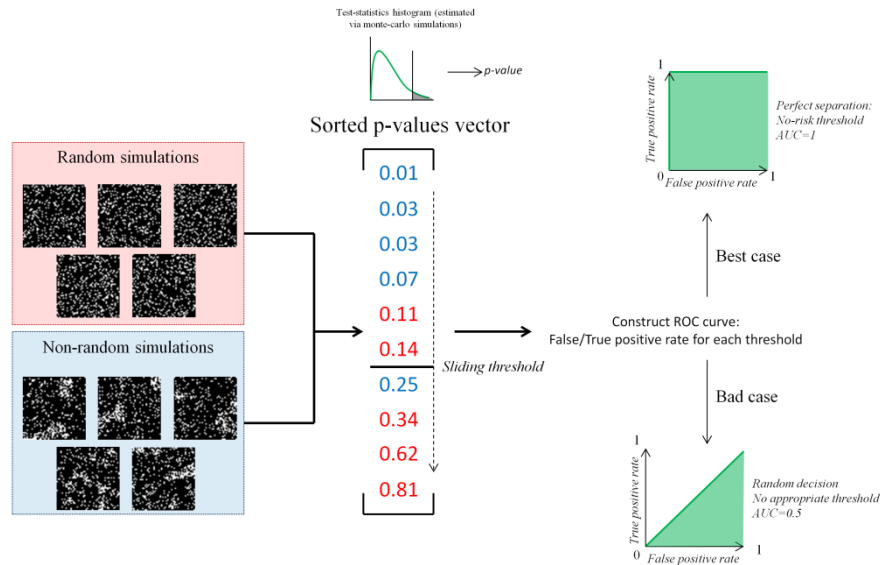 Test-statistics histogram (estimated
via monte-carlo simulations)
p-value
Sorted p-values vector
Random simulations
Non-random simulations
0.01
0.03
0.03
0.07
0.11
0.14
0.25
0.34
0.62
0.81
Sliding threshold
Construct ROC curve:
False/True positive rate for each threshold
1
True positive rate
0
False positive rate
1
Perfect separation:
No-risk threshold
AUC=1
Best case
Bad case
1
True positive rate
0
False positive rate
1
Random decision
No appropriate threshold
AUC=0.5